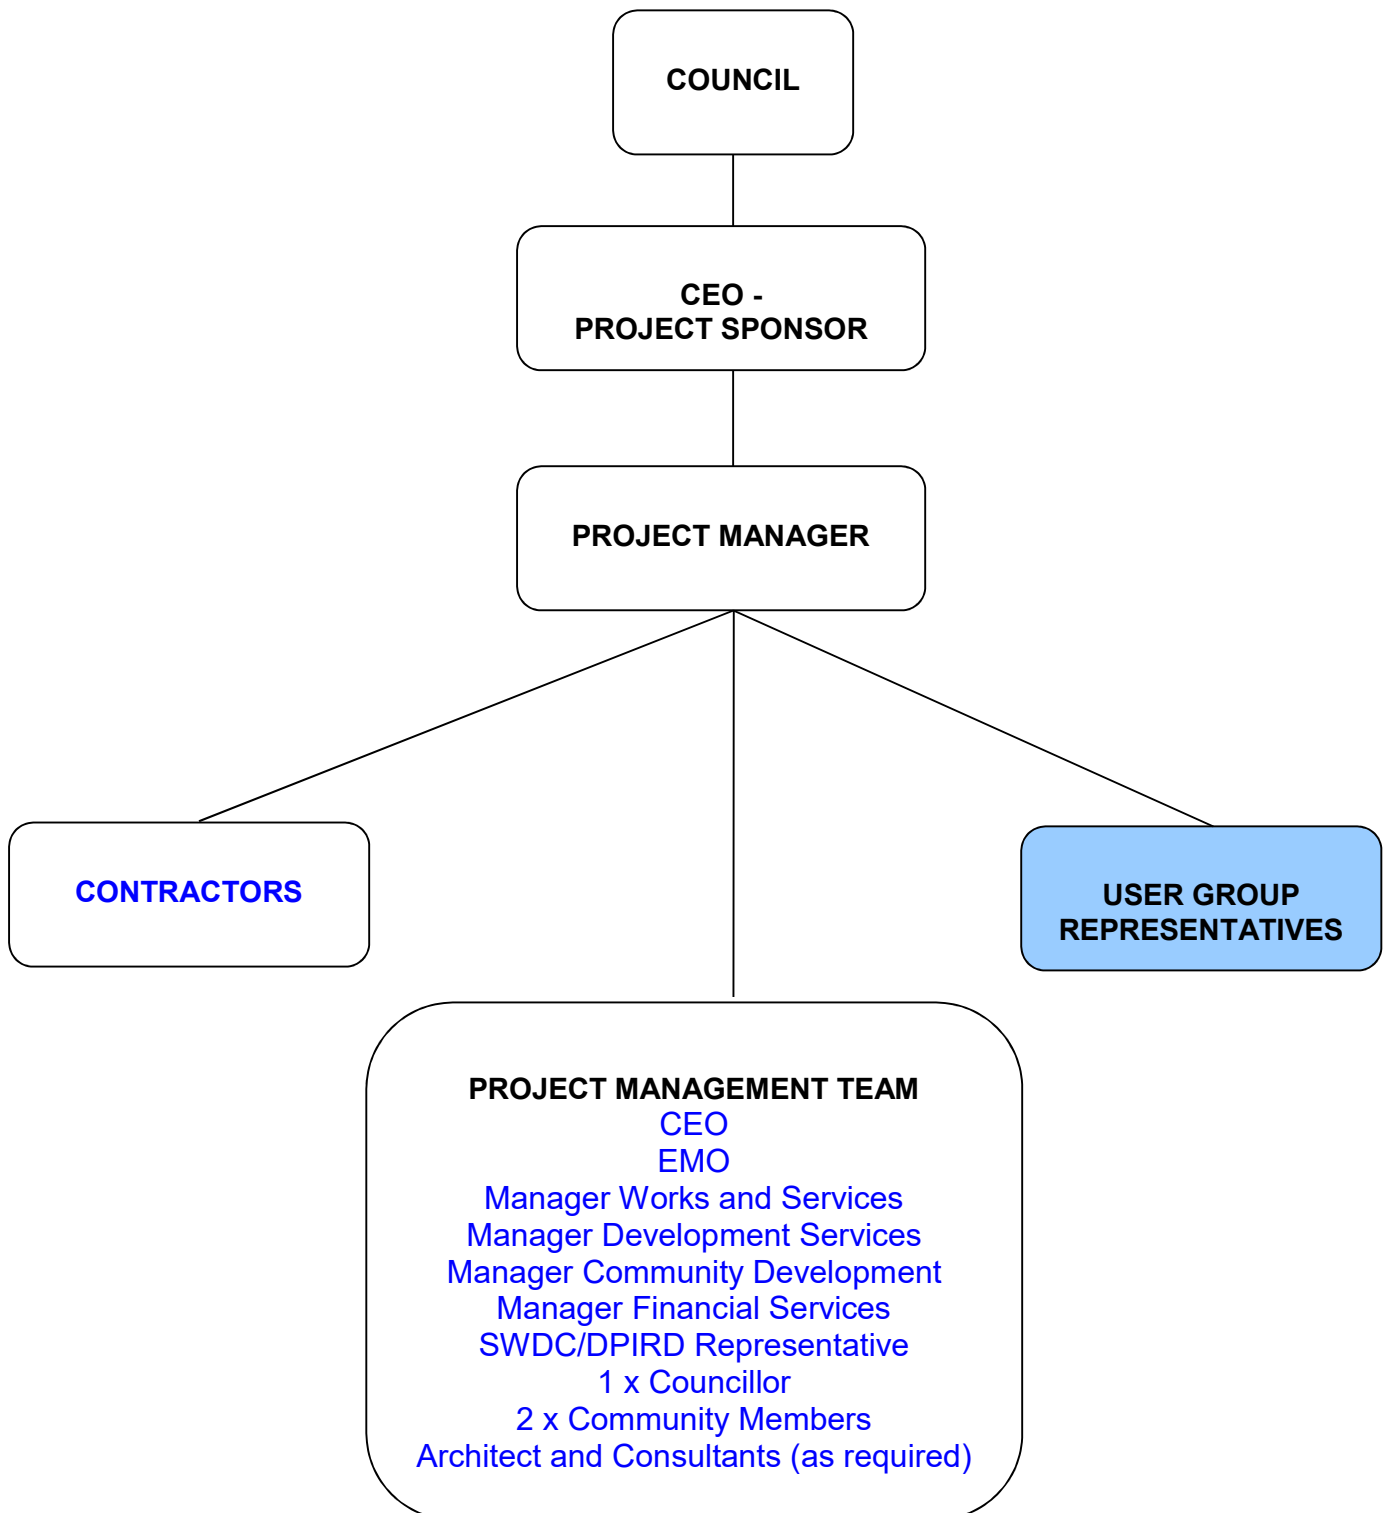 COUNCIL
CEO -
PROJECT SPONSOR
PROJECT MANAGER
CONTRACTORS
USER GROUP
REPRESENTATIVES
PROJECT MANAGEMENT TEAM
CEO
EMO
Manager Works and Services
Manager Development Services
Manager Community Development
Manager Financial Services
SWDC/DPIRD Representative
1 x Councillor
2 x Community Members
Architect and Consultants (as required)